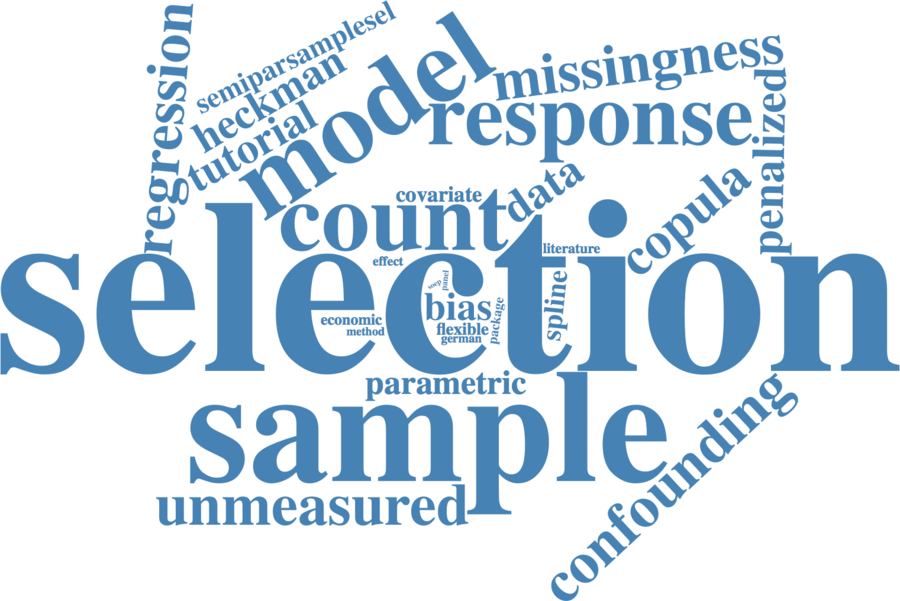 semiparsamplesel
heckman
tutorial
regression
model
missingness
response
penalized
covariate
data
count
copula
literature
effect
selection
soep
panel
bias
spline
package
economic
flexible
method
german
parametric
sample
unmeasured
confounding